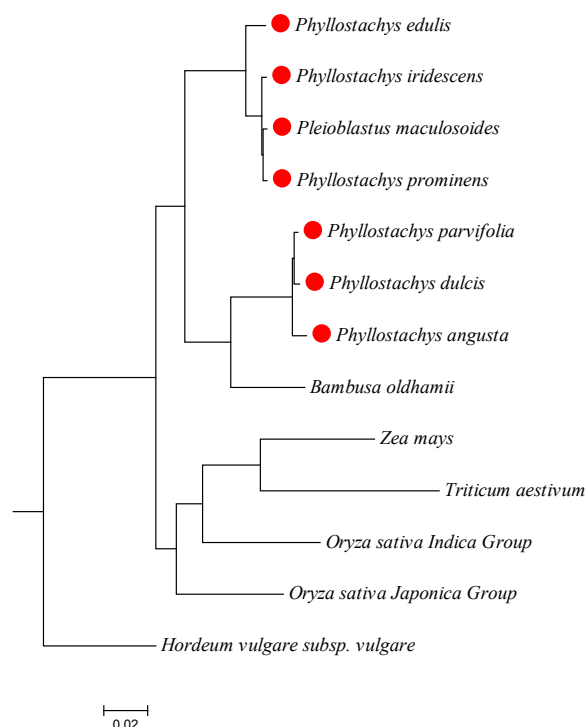 Phyllostachys edulis
Phyllostachys iridescens
Pleioblastus maculosoides
Phyllostachys prominens
Phyllostachys parvifolia
Phyllostachys dulcis
Phyllostachys angusta
Bambusa oldhamii
Zea mays
Triticum aestivum
Oryza sativa Indica Group
Oryza sativa Japonica Group
Hordeum vulgare subsp. vulgare
0.02